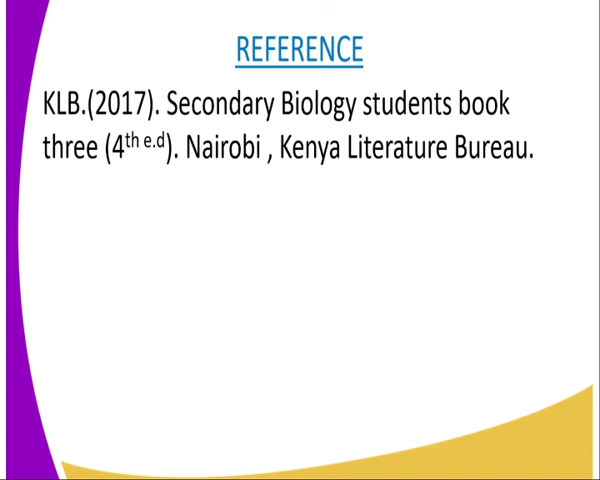 REFERENCE
KLB.(2017). Secondary Biology students book
three (4th e.d). Nairobi , Kenya Literature Bureau.